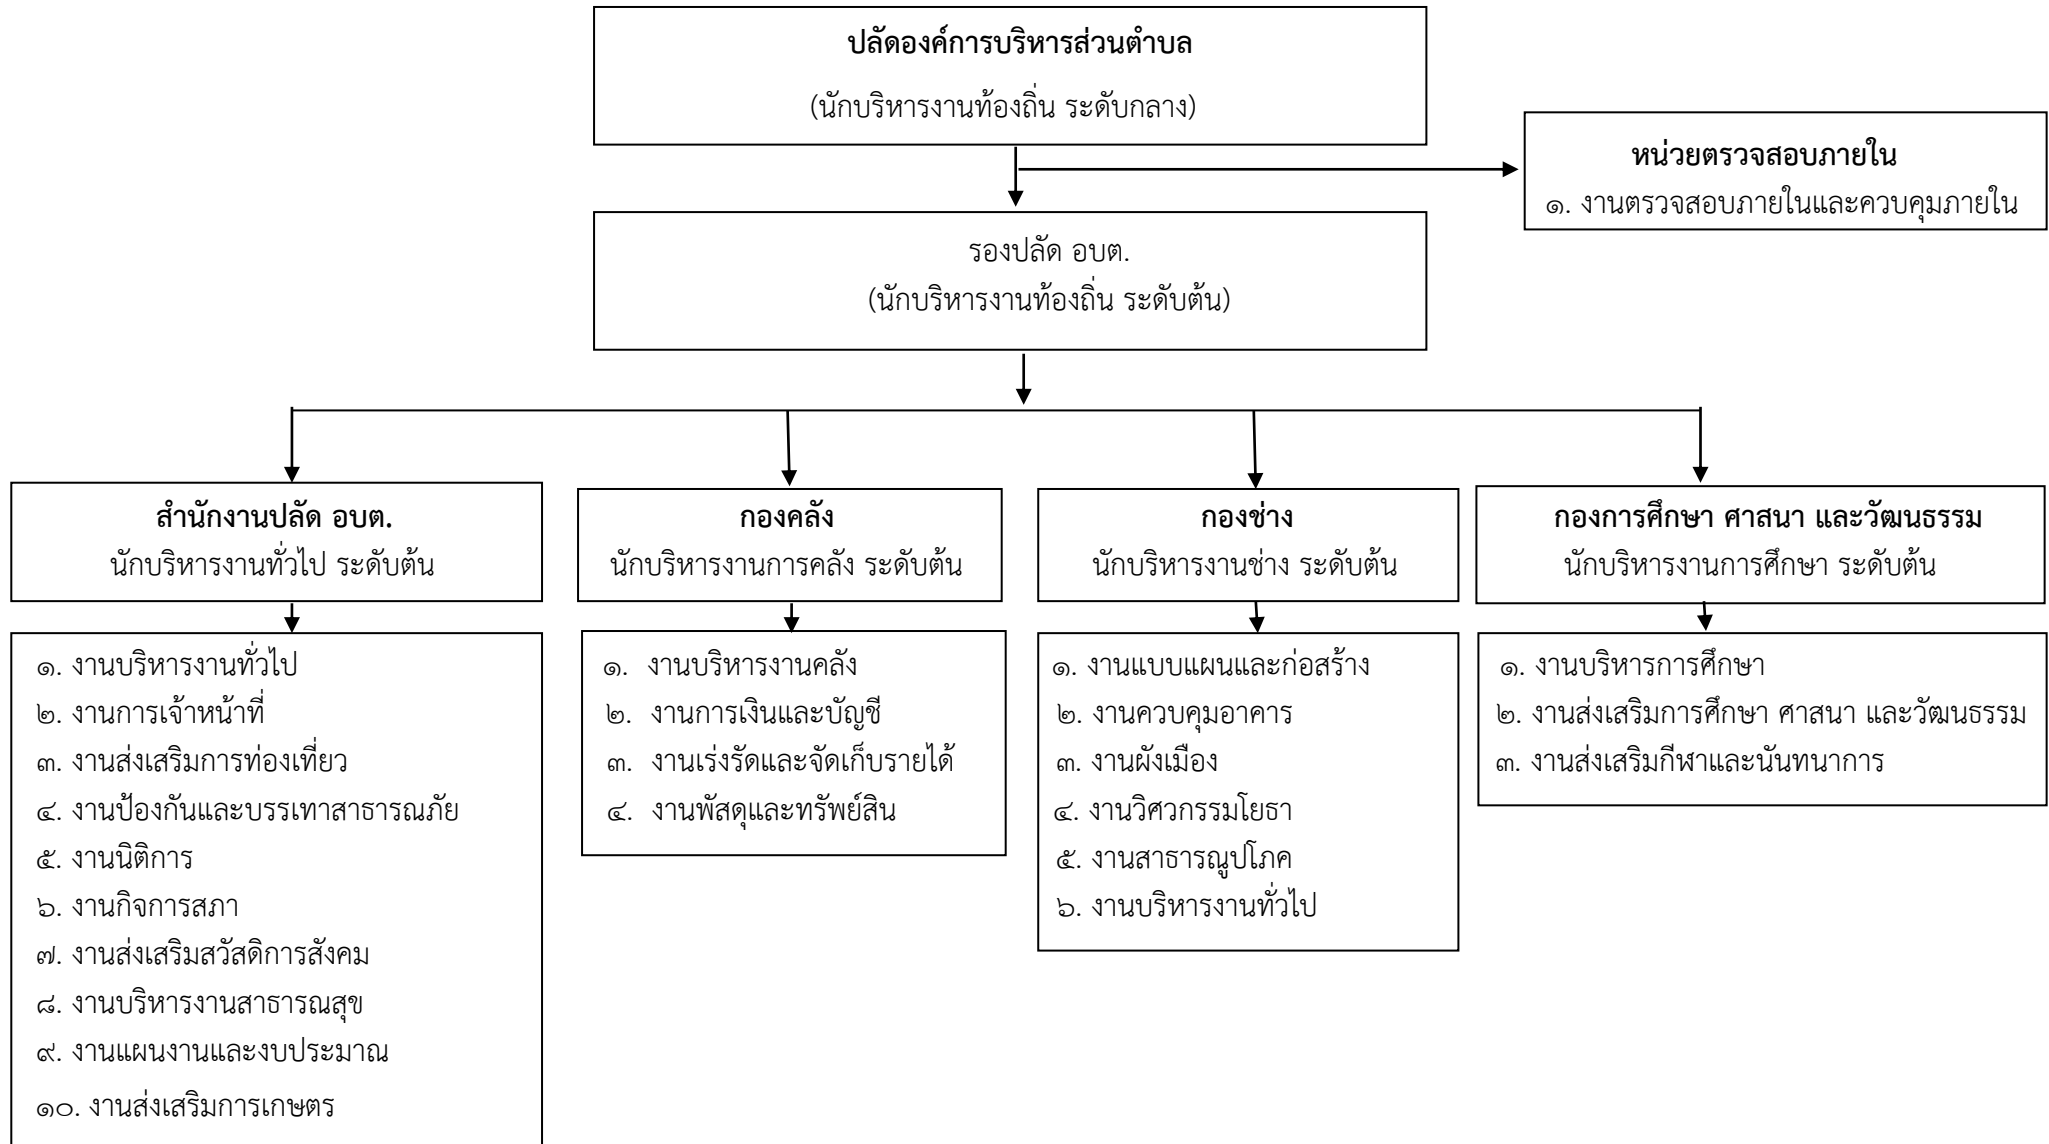 ปลัดองค์การบริหารส่วนตำบล
(นักบริหารงานท้องถิ่น ระดับกลาง)
หน่วยตรวจสอบภายใน
๑. งานตรวจสอบภายในและควบคุมภายใน
รองปลัด อบต.
(นักบริหารงานท้องถิ่น ระดับต้น)
สำนักงานปลัด อบต.
นักบริหารงานทั่วไป ระดับต้น
กองคลัง
นักบริหารงานการคลัง ระดับต้น
กองช่าง
นักบริหารงานช่าง ระดับต้น
กองการศึกษา ศาสนา และวัฒนธรรม
นักบริหารงานการศึกษา ระดับต้น
๑. งานบริหารงานทั่วไป
๒. งานการเจ้าหน้าที่
๓. งานส่งเสริมการท่องเที่ยว
๔. งานป้องกันและบรรเทาสาธารณภัย
๕. งานนิติการ
๖. งานกิจการสภา
๗. งานส่งเสริมสวัสดิการสังคม
๘. งานบริหารงานสาธารณสุข
๙. งานแผนงานและงบประมาณ
๑๐. งานส่งเสริมการเกษตร
๑. งานบริหารงานคลัง
๒. งานการเงินและบัญชี
๓. งานเร่งรัดและจัดเก็บรายได้
๔. งานพัสดุและทรัพย์สิน
๑. งานแบบแผนและก่อสร้าง
๒. งานควบคุมอาคาร
๓. งานผังเมือง
๔. งานวิศวกรรมโยธา
๕. งานสาธารณูปโภค
๖. งานบริหารงานทั่วไป
๑. งานบริหารการศึกษา
๒. งานส่งเสริมการศึกษา ศาสนา และวัฒนธรรม
๓. งานส่งเสริมกีฬาและนันทนาการ